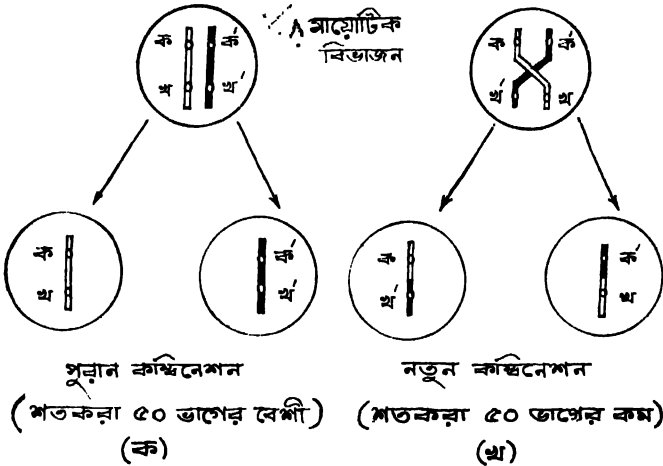 মায়োটিক
বিভাজন
ক ক´
খ খ´
ক ক´
খ´ খ
ক
খ
ক´
খ´
ক
খ´
ক´
খ
পুরান কম্বিনেশন
(শতকরা ৫০ ভাগের বেশী)
(ক)
নতুন কম্বিনেশন
(শতকরা ৫০ ভাগের কম)
(খ)